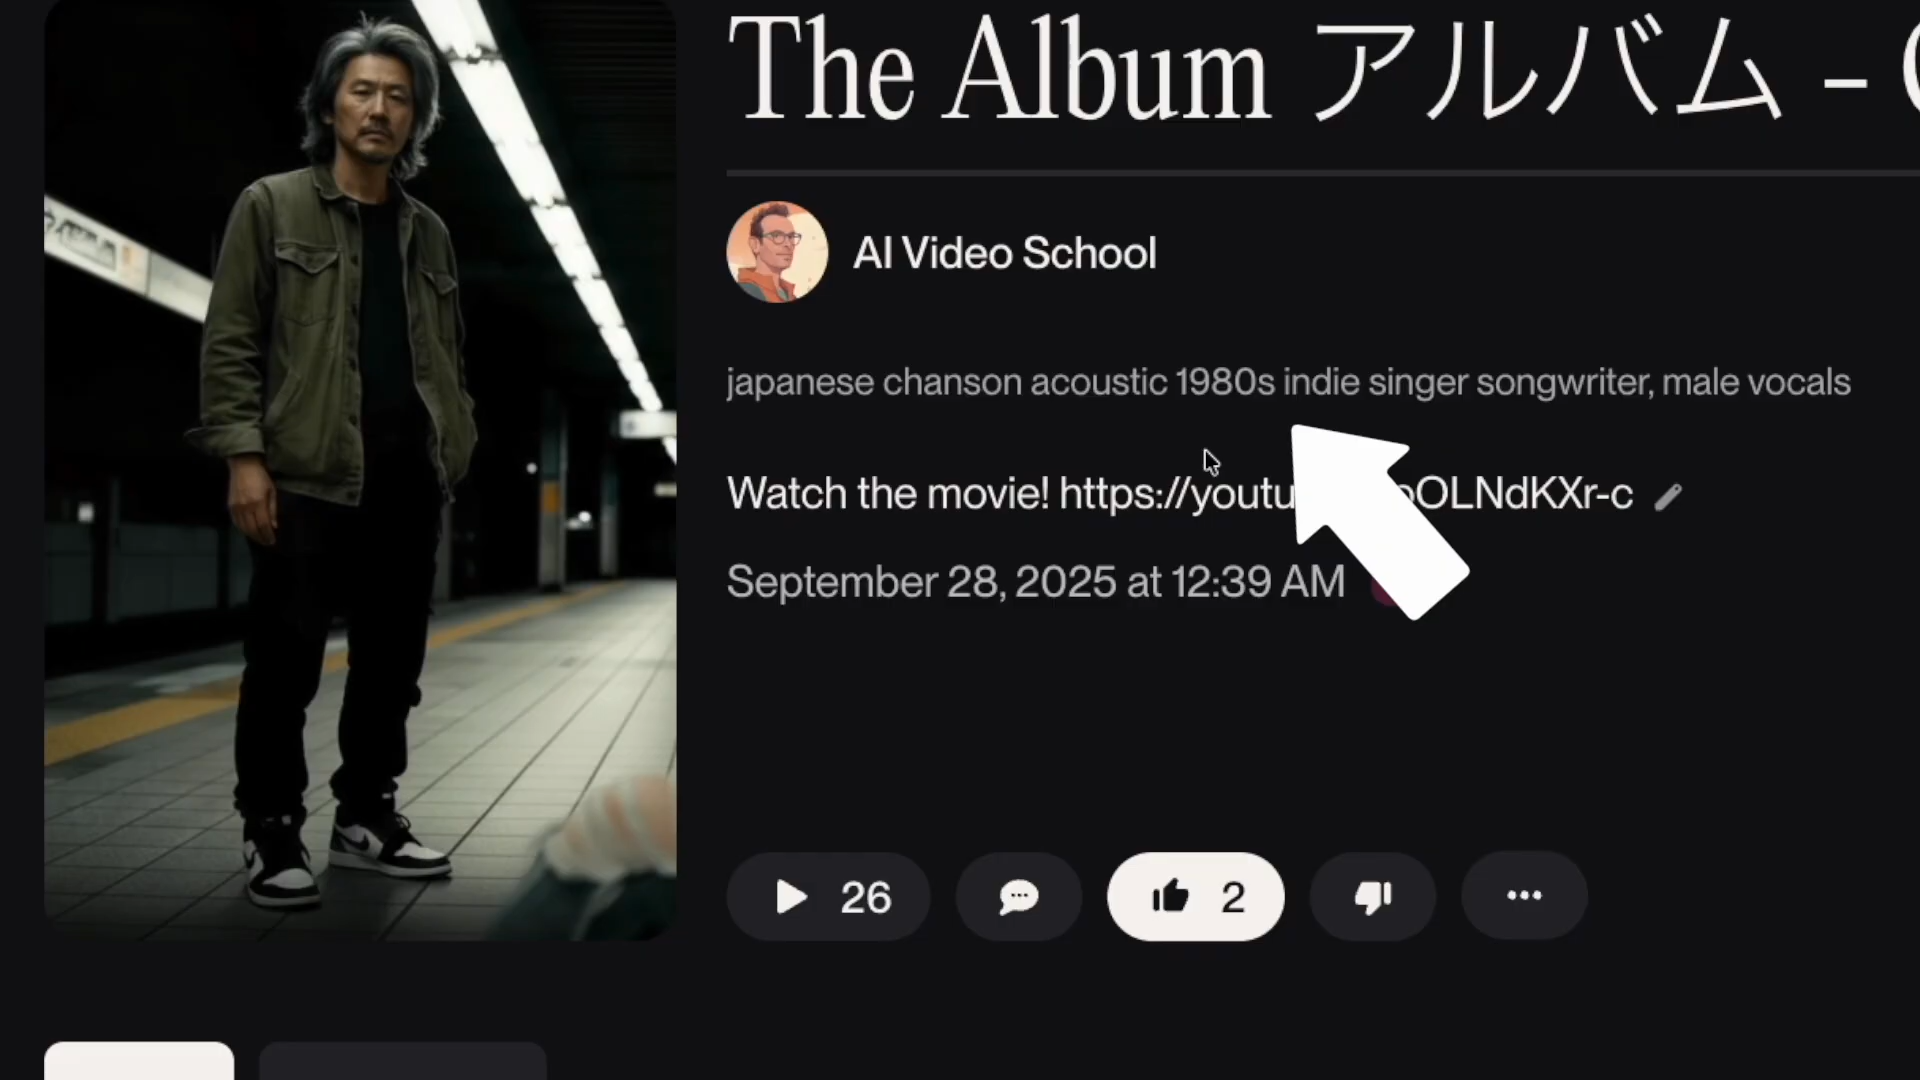 The Album アルバム –
AI Video School
japanese chanson acoustic 1980s indie singer songwriter, male vocals
Watch the movie! https://youtu OLNdKXr-c
September 28, 2025 at 12:39 AM
26
2